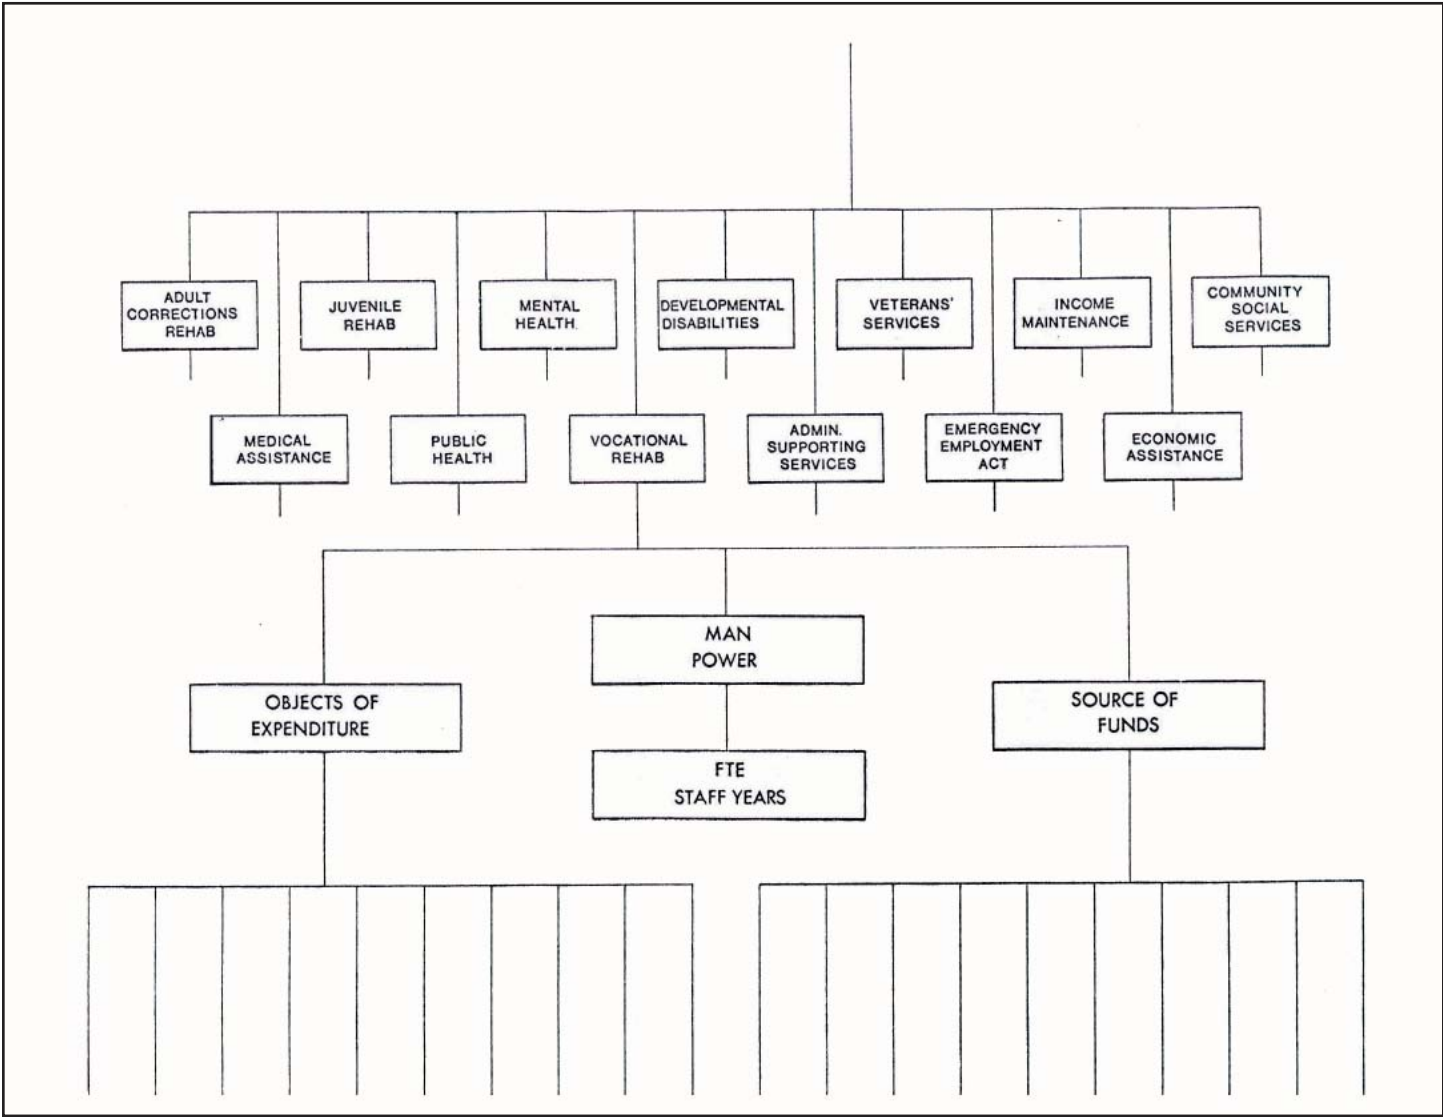 ADULT
CORRECTIONS
REHAB
JUVENILE
REHAB
MENTAL
HEALTH
DEVELOPMENTAL
DISABILITIES
VETERANS'
SERVICES
INCOME
MAINTENANCE
COMMUNITY
SOCIAL
SERVICES
MEDICAL
ASSISTANCE
PUBLIC
HEALTH
VOCATIONAL
REHAB
ADMIN.
SUPPORTING
SERVICES
EMERGENCY
EMPLOYMENT
ACT
ECONOMIC
ASSISTANCE
MAN
POWER
OBJECTS OF
EXPENDITURE
SOURCE OF
FUNDS
FTE
STAFF YEARS